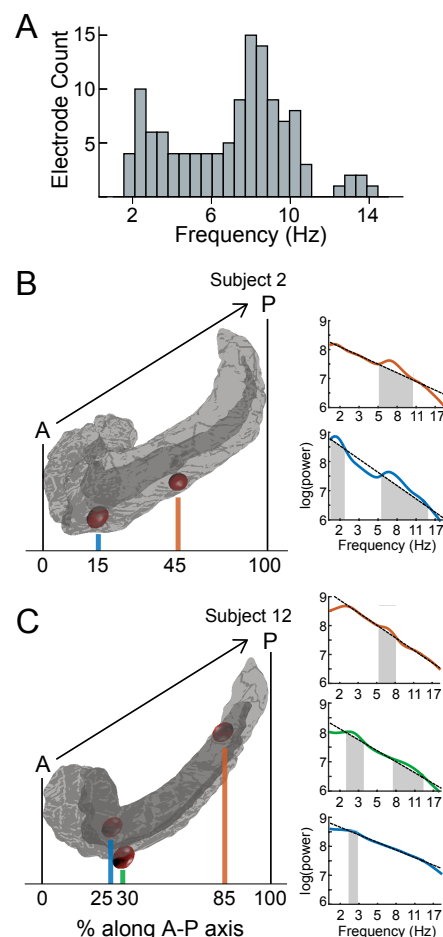 A
Electrode Count
15
10
5
2 6 10 14
Frequency (Hz)
B
Subject 2
P
A
0 15 45 100
9
8
7
6
2 3 5 8 11 17
log(power)
9
8
7
6
2 3 5 8 11 17
Frequency (Hz)
C
Subject 12
P
A
0 25 30 85 100
% along A-P axis
9
8
7
6
2 3 5 8 11 17
9
8
7
6
2 3 5 8 11 17
log(power)
9
8
7
6
2 3 5 8 11 17
Frequency (Hz)